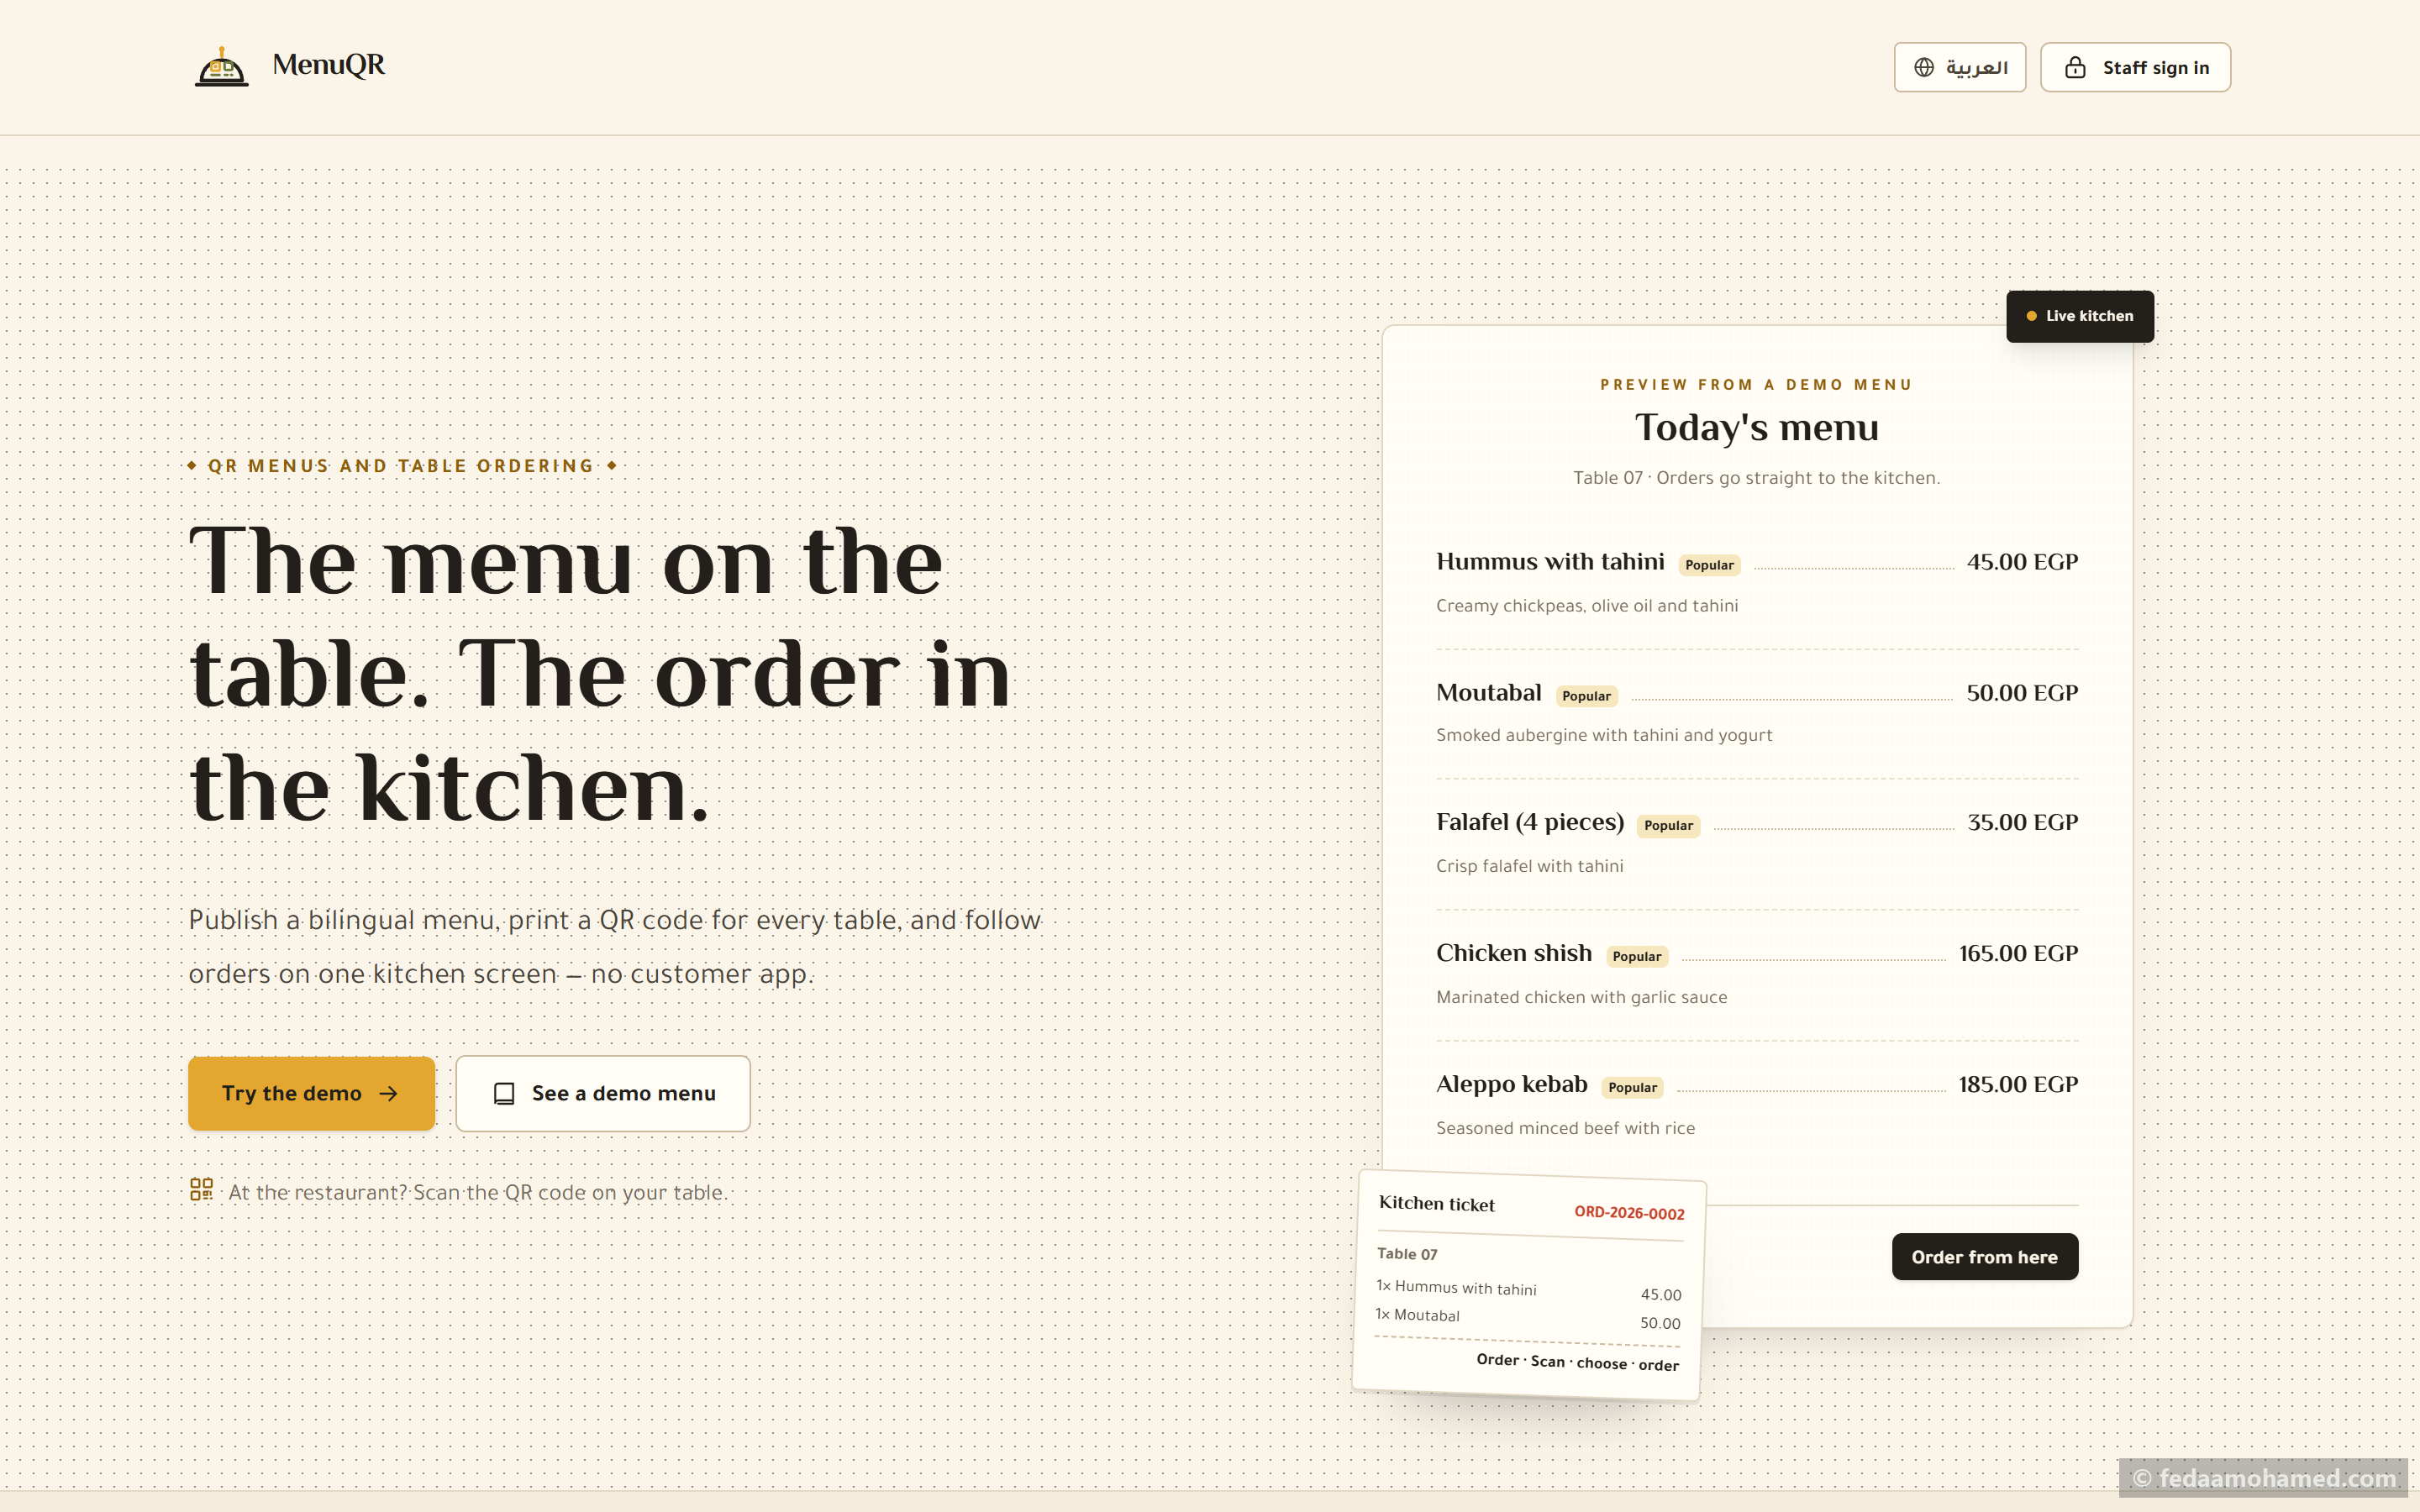 MenuQR
العربية
Staff sign in
QR MENUS AND TABLE ORDERING
The menu on the
table. The order in
the kitchen.
Publish a bilingual menu, print a QR code for every table, and follow
orders on one kitchen screen – no customer app.
Try the demo
See a demo menu
At the restaurant? Scan the QR code on your table.
Live kitchen
PREVIEW FROM A DEMO MENU
Today's menu
Table 07 · Orders go straight to the kitchen.
Hummus with tahini Popular 45.00 EGP
Creamy chickpeas, olive oil and tahini
Moutabal Popular 50.00 EGP
Smoked aubergine with tahini and yogurt
Falafel (4 pieces) Popular 35.00 EGP
Crisp falafel with tahini
Chicken shish Popular 165.00 EGP
Marinated chicken with garlic sauce
Aleppo kebab Popular 185.00 EGP
Seasoned minced beef with rice
Order from here
Kitchen ticket ORD-2026-0002
Table 07
1× Hummus with tahini 45.00
1× Moutabal 50.00
Order · Scan · choose · order
© fedaamohamed.com